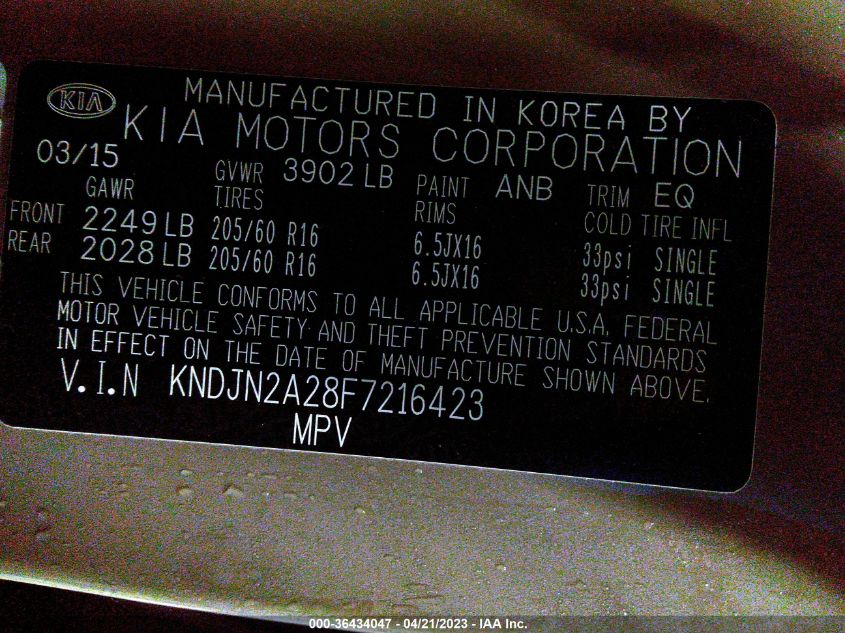 KIA
MANUFACTURED IN KOREA BY
KIA MOTORS CORPORATION
03/15 GVWR 3902 LB PAINT ANB TRIM EQ
GAWR TIRES RIMS COLD TIRE INFL
FRONT 2249 LB 205/60 R16 6.5JX16 33psi SINGLE
REAR 2028 LB 205/60 R16 6.5JX16 33psi SINGLE
THIS VEHICLE CONFORMS TO ALL APPLICABLE U.S.A. FEDERAL
MOTOR VEHICLE SAFETY AND THEFT PREVENTION STANDARDS
IN EFFECT ON THE DATE OF MANUFACTURE SHOWN ABOVE.
V.I.N KNDJN2A28F7216423
MPV
000-36434047 - 04/21/2023 - IAA Inc.